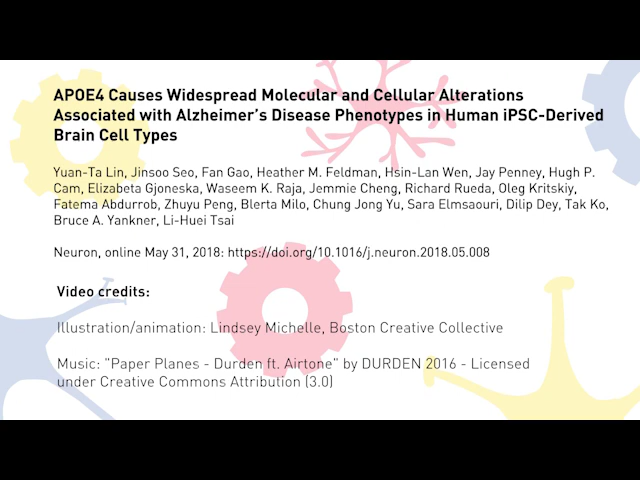 APOE4 Causes Widespread Molecular and Cellular Alterations
Associated with Alzheimer's Disease Phenotypes in Human iPSC-Derived
Brain Cell Types
Yuan-Ta Lin, Jinsoo Seo, Fan Gao, Heather M. Feldman, Hsin-Lan Wen, Jay Penney, Hugh P.
Cam, Elizabeta Gjoneska, Waseem K. Raja, Jemmie Cheng, Richard Rueda, Oleg Kritskiy,
Fatema Abdurrob, Zhuyu Peng, Blerta Milo, Chung Jong Yu, Sara Elmsaouri, Dilip Dey, Tak Ko,
Bruce A. Yankner, Li-Huei Tsai
Neuron, online May 31, 2018: https://doi.org/10.1016/j.neuron.2018.05.008
Video credits:
Illustration/animation: Lindsey Michelle, Boston Creative Collective
Music: "Paper Planes - Durden ft. Airtone" by DURDEN 2016 - Licensed
under Creative Commons Attribution (3.0)